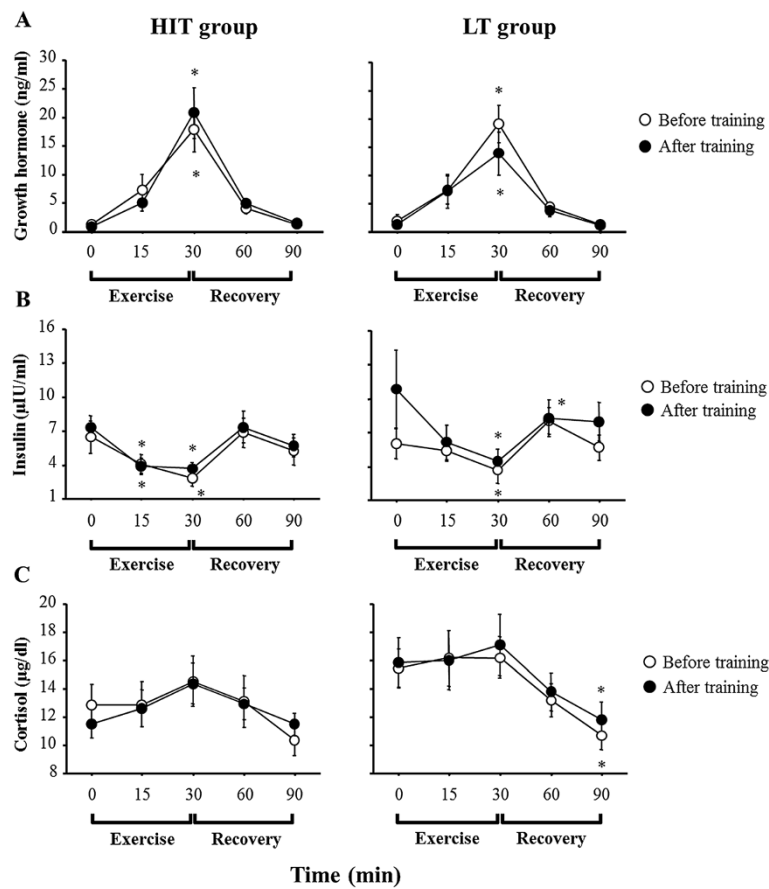 HIT group
LT group
A
Growth hormone (ng/ml)
30
25
20
15
10
5
0
*
*
*
*
Before training
After training
0 15 30 60 90
0 15 30 60 90
Exercise Recovery
Exercise Recovery
B
Insulin (µIU/ml)
16
13
10
7
4
1
*
*
*
*
*
*
*
Before training
After training
0 15 30 60 90
0 15 30 60 90
Exercise Recovery
Exercise Recovery
C
Cortisol (µg/dl)
20
18
16
14
12
10
8
*
*
Before training
After training
0 15 30 60 90
0 15 30 60 90
Exercise Recovery
Exercise Recovery
Time (min)